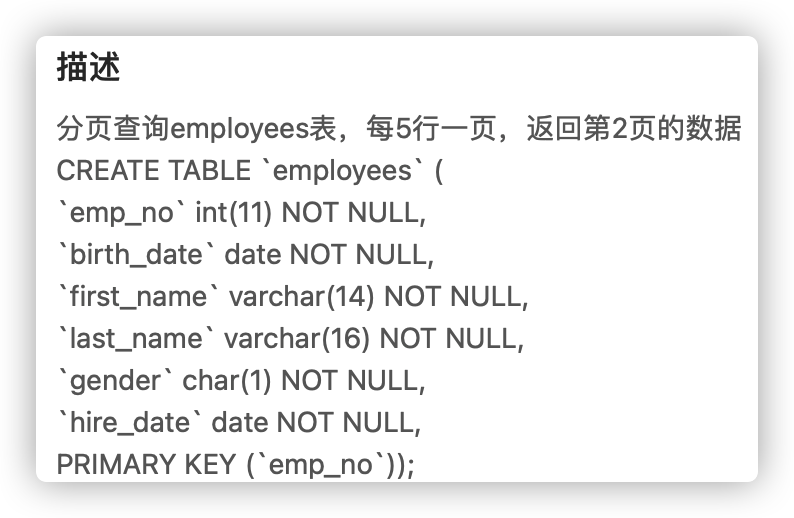 描述
分页查询employees表，每5行一页，返回第2页的数据
CREATE TABLE `employees` (
`emp_no` int(11) NOT NULL,
`birth_date` date NOT NULL,
`first_name` varchar(14) NOT NULL,
`last_name` varchar(16) NOT NULL,
`gender` char(1) NOT NULL,
`hire_date` date NOT NULL,
PRIMARY KEY (`emp_no`));